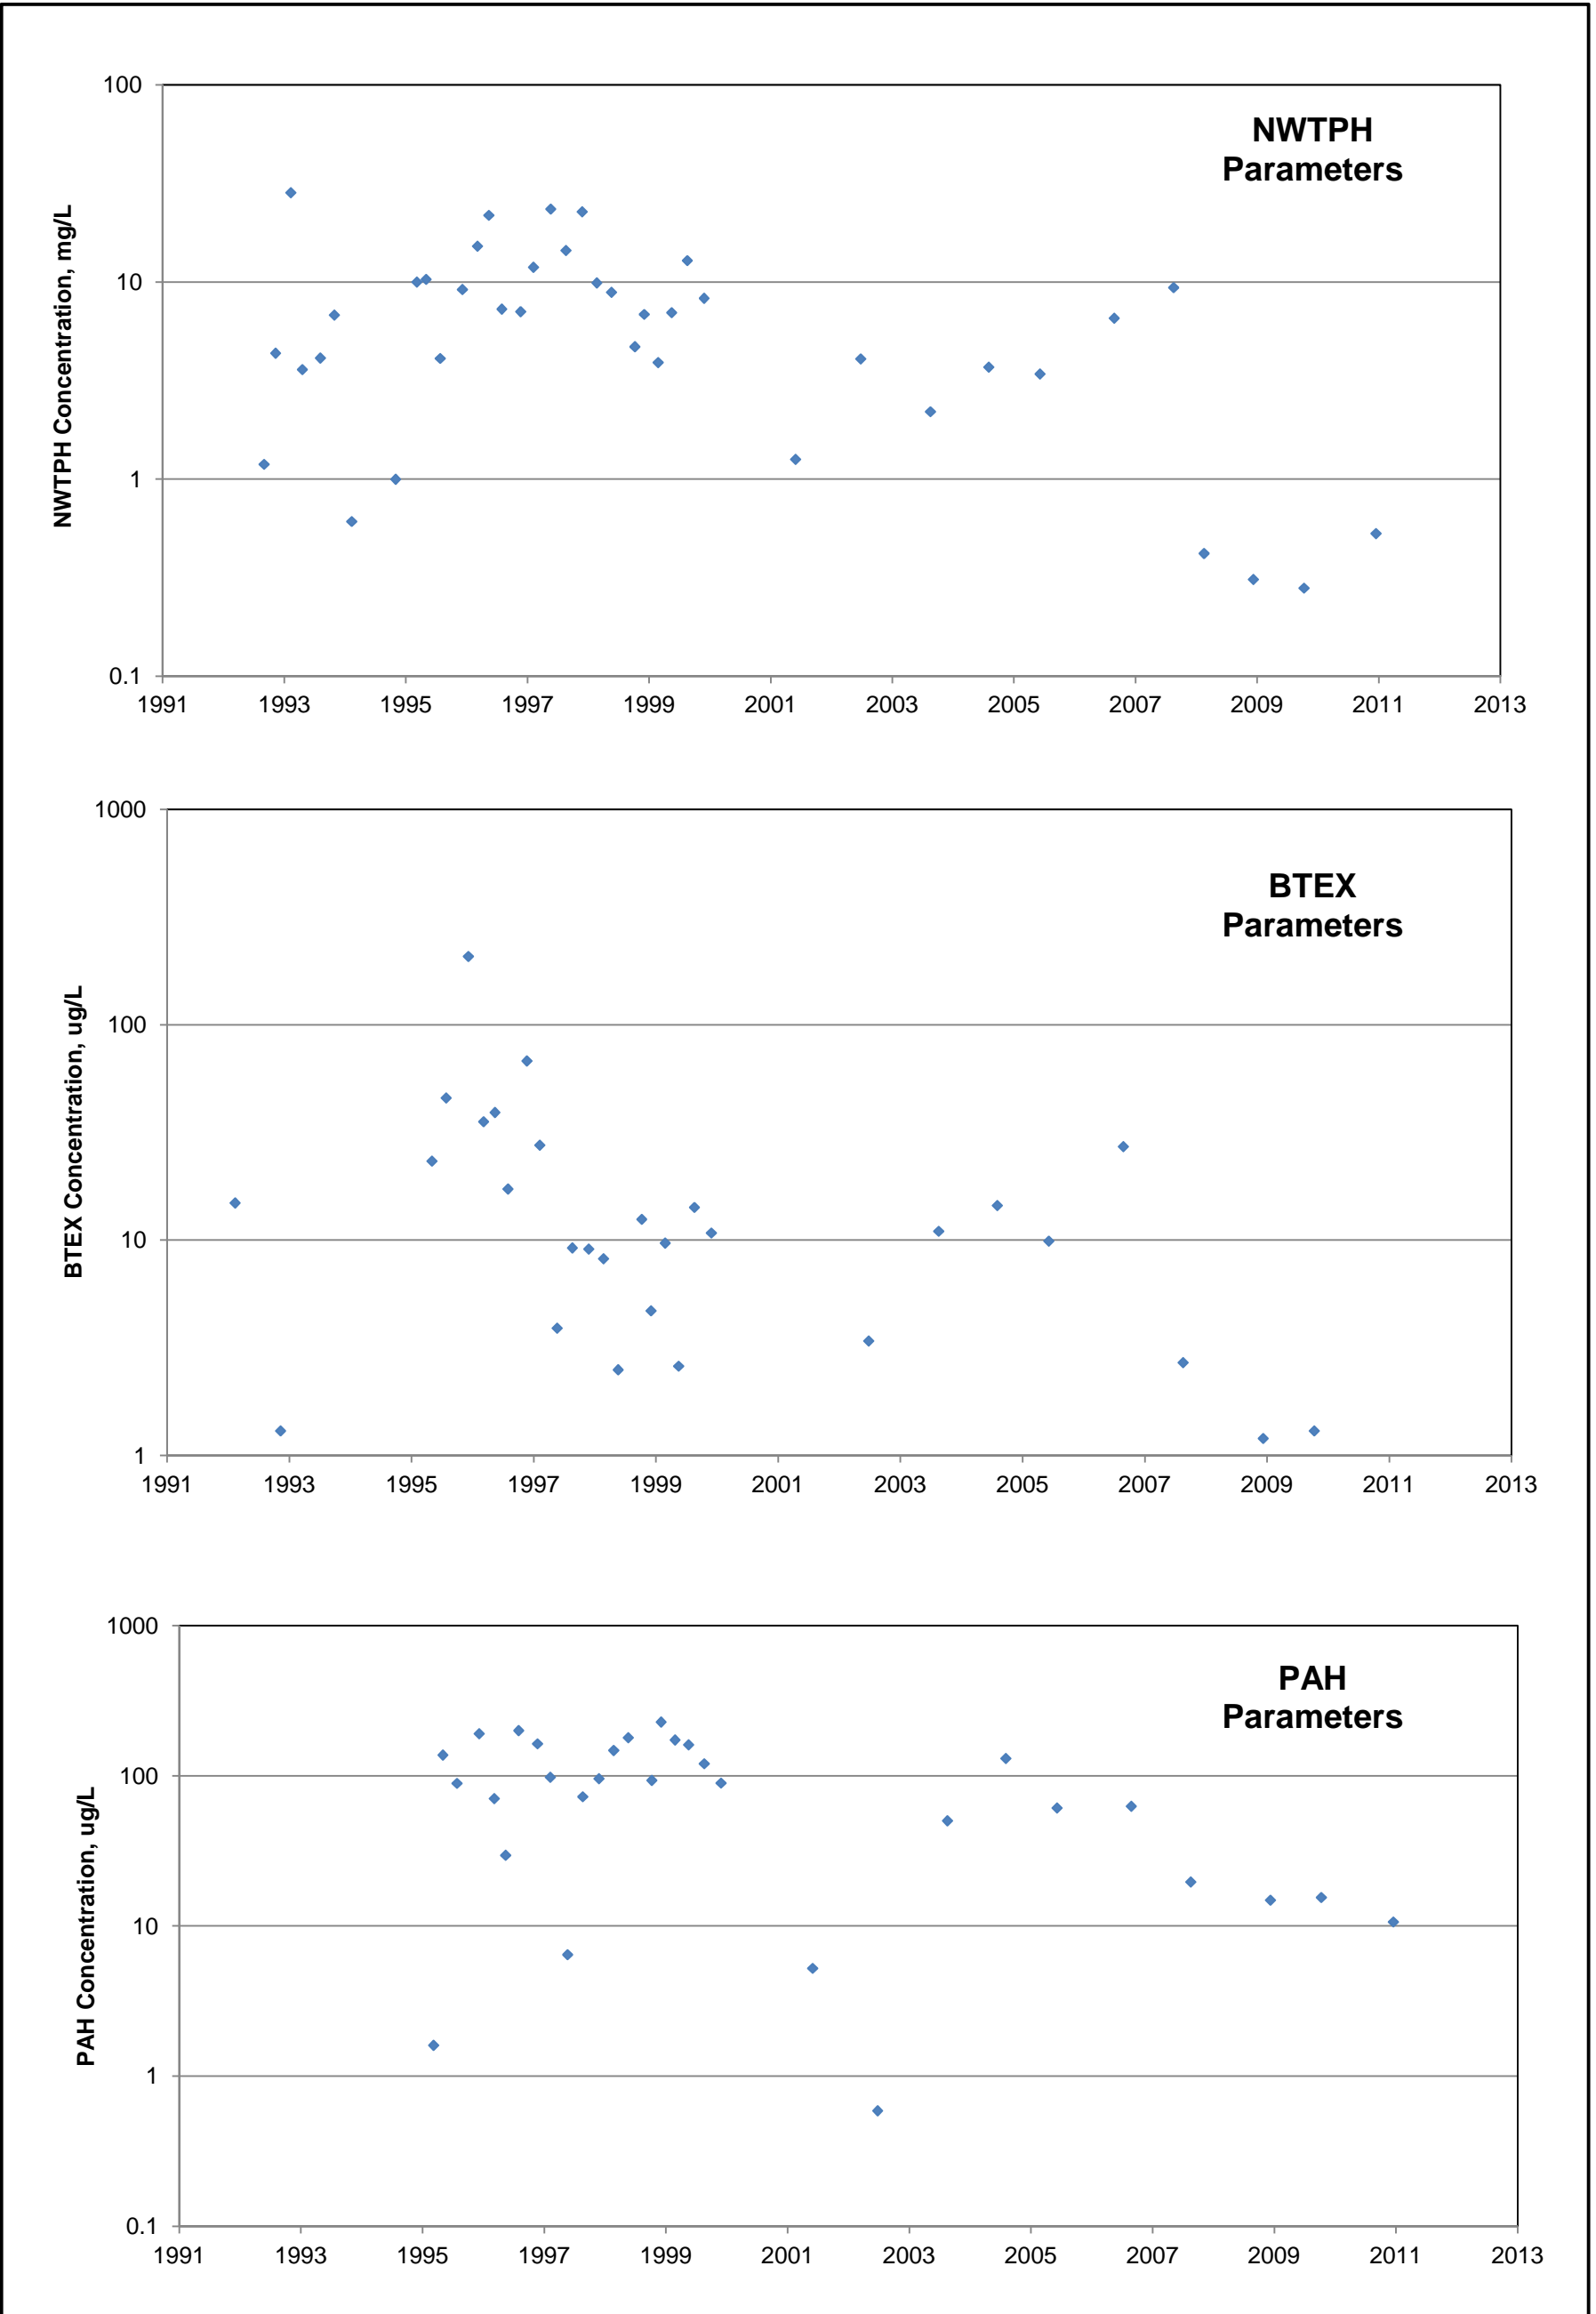 NWTPH
Parameters
NWTPH Concentration, mg/L
100
10
1
0.1
1991 1993 1995 1997 1999 2001 2003 2005 2007 2009 2011 2013
BTEX
Parameters
BTEX Concentration, ug/L
1000
100
10
1
1991 1993 1995 1997 1999 2001 2003 2005 2007 2009 2011 2013
PAH
Parameters
PAH Concentration, ug/L
1000
100
10
1
0.1
1991 1993 1995 1997 1999 2001 2003 2005 2007 2009 2011 2013